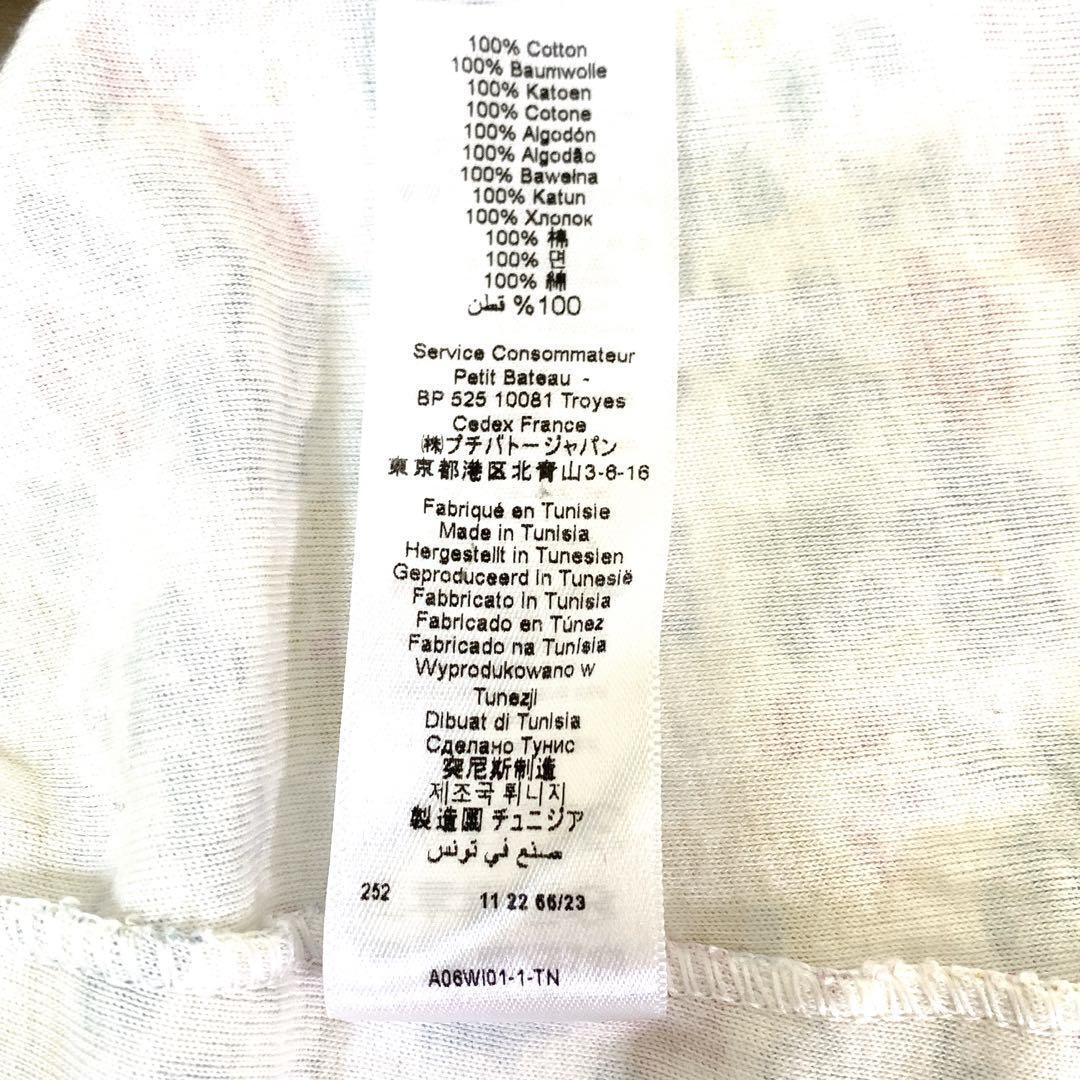 100% Cotton
100% Baumwolle
100% Katoen
100% Cotone
100% Algodón
100% Algodão
100% Bawełna
100% Katun
100% Хлопок
100% 棉
100% 면
100% 綿
100% قطن
Service Consommateur
Petit Bateau -
BP 525 10081 Troyes
Cedex France
㈱プチバトージャパン
東京都港区北青山3-6-16
Fabriqué en Tunisie
Made in Tunisia
Hergestellt in Tunesien
Geproduceerd in Tunesië
Fabbricato in Tunisia
Fabricado en Túnez
Fabricado na Tunísia
Wyprodukowano w
Tunezji
Dibuat di Tunisia
Сделано Тунис
突尼斯制造
제조국 튀니지
製造國 チュニジア
صنع في تونس
252 11 22 66/23
A06WI01-1-TN